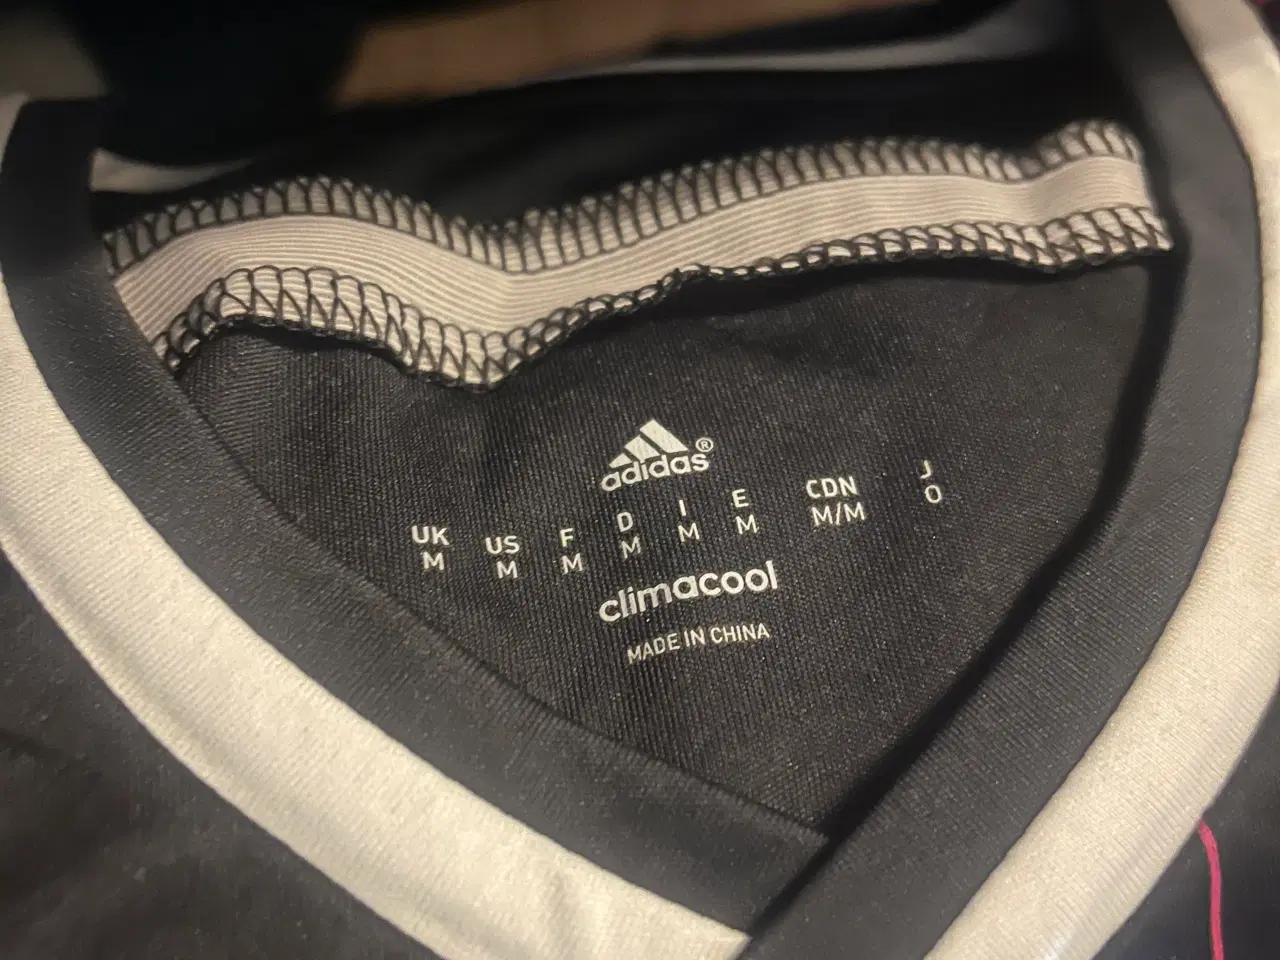 adidas®
UK US F D I E CDN J
M M M M M M M/M O
climacool
MADE IN CHINA